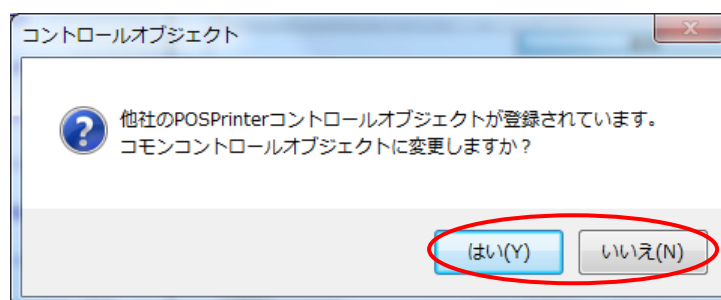 コントロールオブジェクト
他社のPOSPrinterコントロールオブジェクトが登録されています。
コモンコントロールオブジェクトに変更しますか？
はい(Y)
いいえ(N)